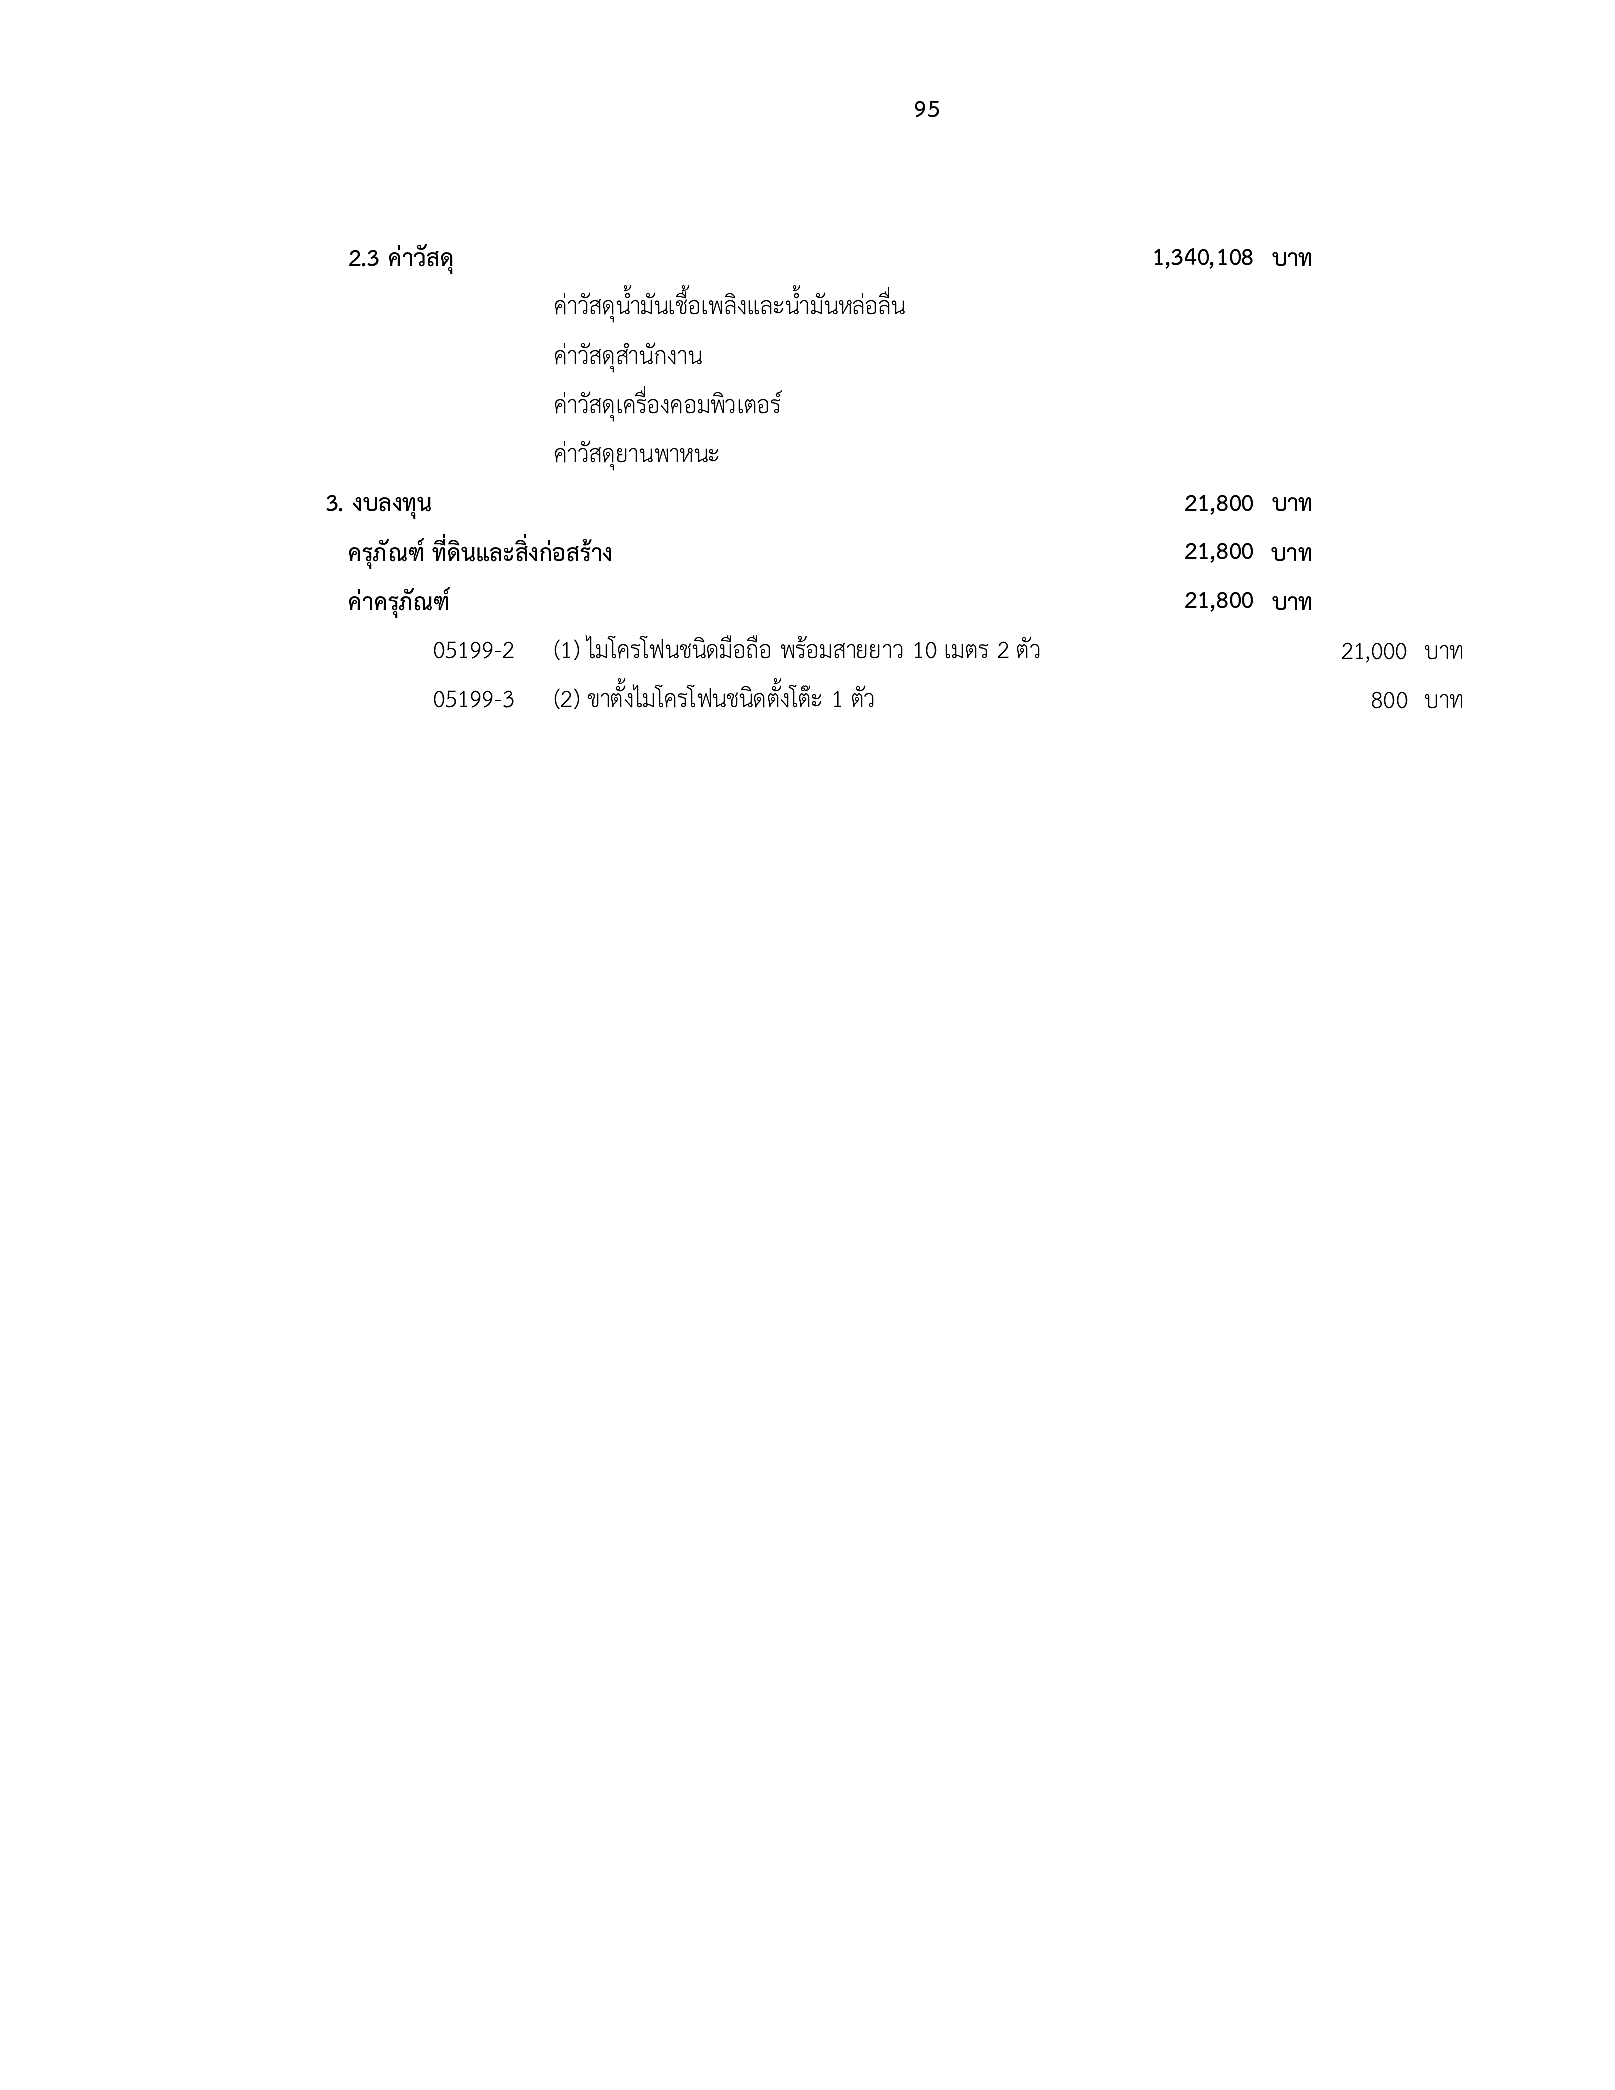 95
2.3 ค่าวัสดุ 1,340,108 บาท
ค่าวัสดุน้ำมันเชื้อเพลิงและน้ำมันหล่อลื่น
ค่าวัสดุสำนักงาน
ค่าวัสดุเครื่องคอมพิวเตอร์
ค่าวัสดุยานพาหนะ
3. งบลงทุน 21,800 บาท
ครุภัณฑ์ ที่ดินและสิ่งก่อสร้าง 21,800 บาท
ค่าครุภัณฑ์ 21,800 บาท
05199-2 (1) ไมโครโฟนชนิดมือถือ พร้อมสายยาว 10 เมตร 2 ตัว 21,000 บาท
05199-3 (2) ขาตั้งไมโครโฟนชนิดตั้งโต๊ะ 1 ตัว 800 บาท